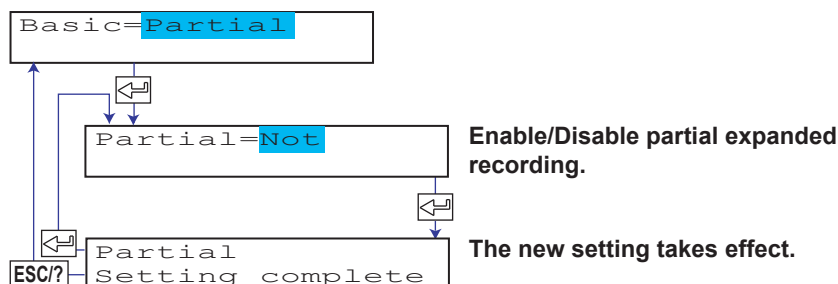 Basic=Partial
Partial=Not
Enable/Disable partial expanded
recording.
Partial
Setting complete
The new setting takes effect.
ESC/?